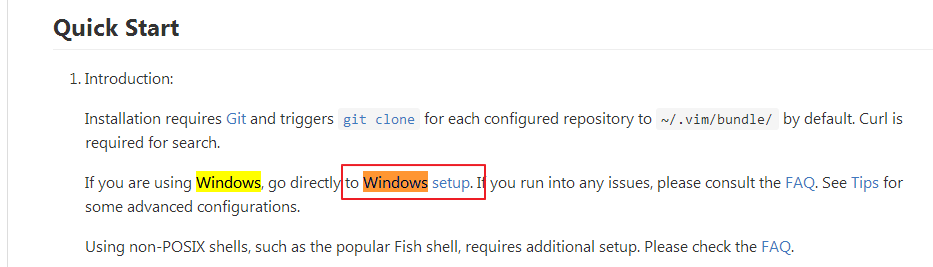 Quick Start
1. Introduction:
Installation requires Git and triggers git clone for each configured repository to ~/.vim/bundle/ by default. Curl is
required for search.
If you are using Windows, go directly to Windows setup. If you run into any issues, please consult the FAQ. See Tips for
some advanced configurations.
Using non-POSIX shells, such as the popular Fish shell, requires additional setup. Please check the FAQ.